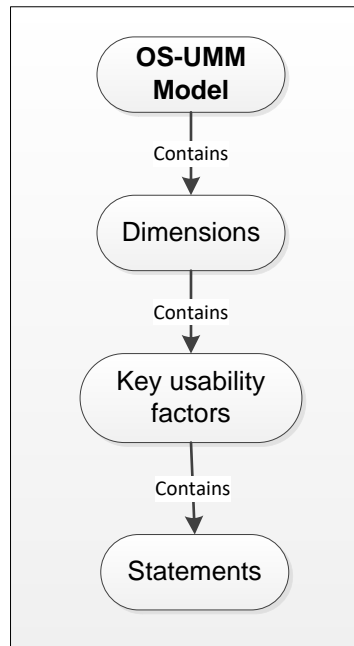 OS-UMM
Model
Contains
Dimensions
Contains
Key usability
factors
Contains
Statements